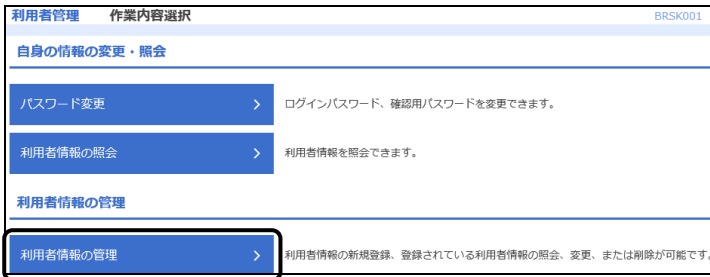 利用者管理 作業内容選択 BRSK001
自身の情報の変更・照会
パスワード変更 ログインパスワード、確認用パスワードを変更できます。
利用者情報の照会 利用者情報を照会できます。
利用者情報の管理
利用者情報の管理 利用者情報の新規登録、登録されている利用者情報の照会、変更、または削除が可能です。